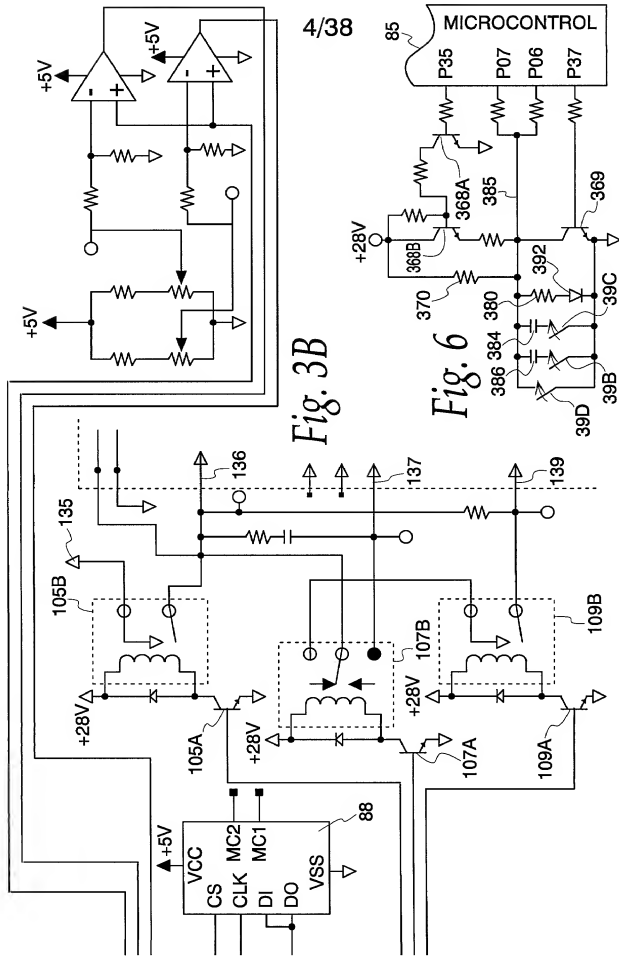 4/38
+5V
-
+
+5V
-
+
+5V
Fig. 3B
MICROCONTROL
85
P35
P07
P06
P37
368A
385
+28V
368B
369
370
392
380
39C
384
386
39B
39D
Fig. 6
135
136
137
139
105B
+28V
105A
107B
+28V
107A
109B
+28V
109A
+5V
88
VCC
MC2
MC1
CS
CLK
DI
DO
VSS